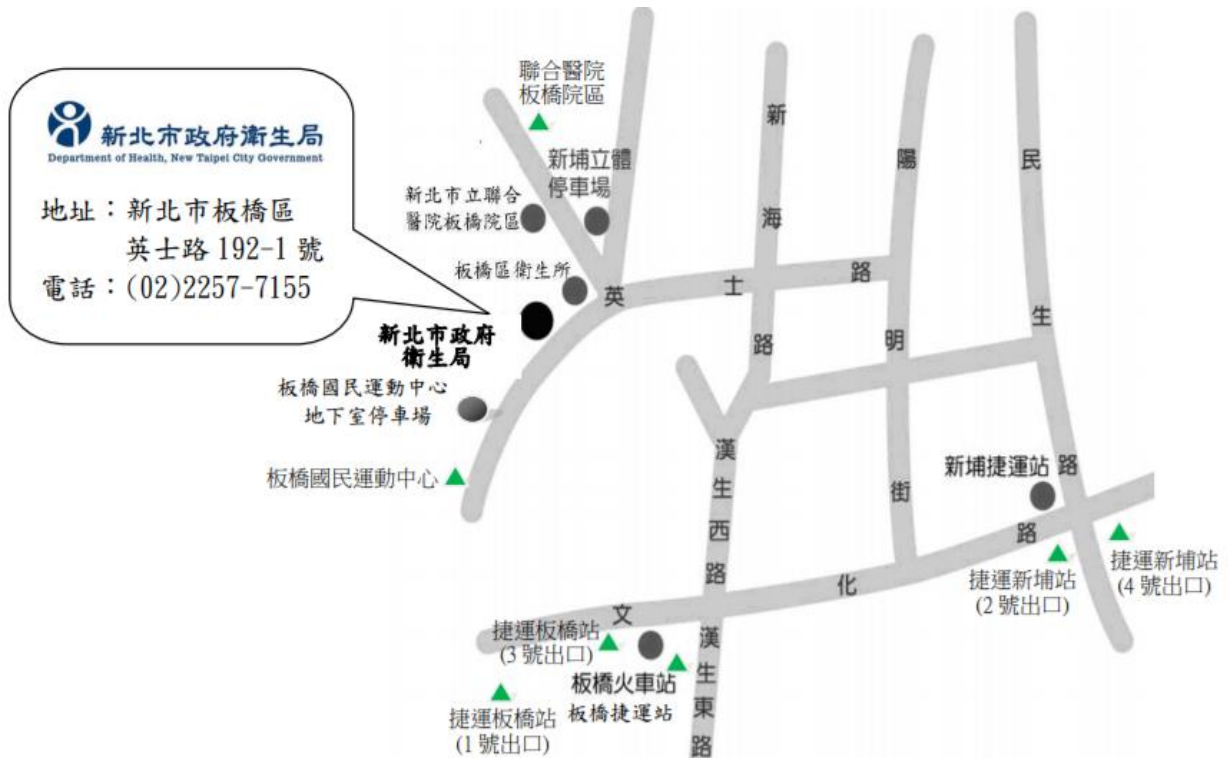 新北市政府衛生局
Department of Health, New Taipei City Government
地址：新北市板橋區
英士路 192-1 號
電話：(02)2257-7155
聯合醫院
板橋院區
新埔立體
停車場
新北市立聯合
醫院板橋院區
板橋區衛生所
新北市政府
衛生局
板橋國民運動中心
地下室停車場
板橋國民運動中心
英士路
新海路
陽明街
民生路
漢生西路
新埔捷運站
文化路
捷運新埔站
(2 號出口)
捷運新埔站
(4 號出口)
捷運板橋站
(3 號出口)
板橋火車站
板橋捷運站
漢生東路
捷運板橋站
(1 號出口)